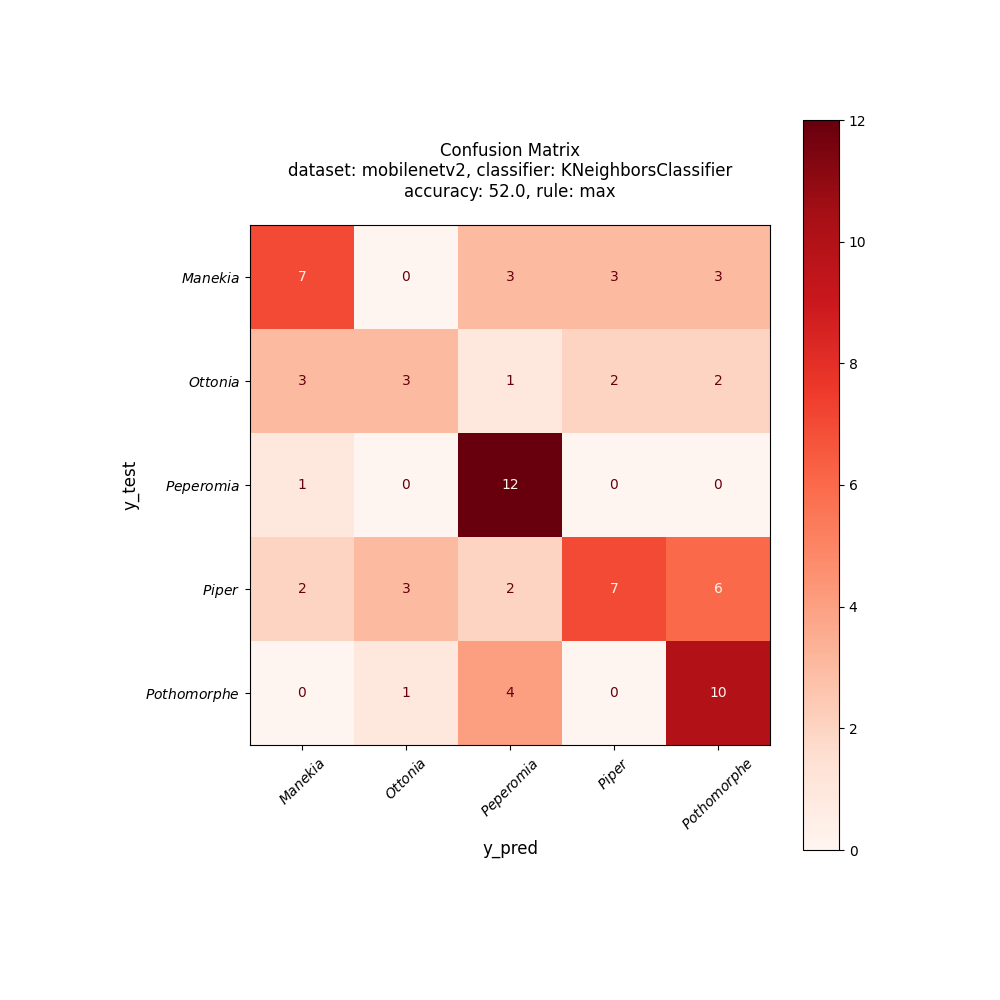 Confusion Matrix
dataset: mobilenetv2, classifier: KNeighborsClassifier
accuracy: 52.0, rule: max
y_test
Manekia 7 0 3 3 3
Ottonia 3 3 1 2 2
Peperomia 1 0 12 0 0
Piper 2 3 2 7 6
Pothomorphe 0 1 4 0 10
Manekia Ottonia Peperomia Piper Pothomorphe
y_pred
12
10
8
6
4
2
0